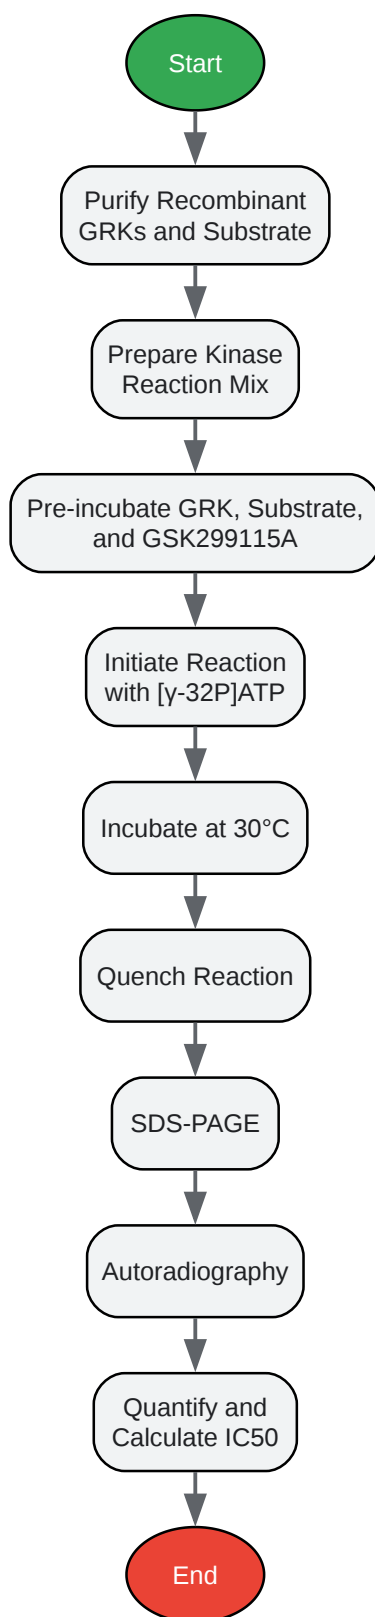 Start
Purify Recombinant
GRKs and Substrate
Prepare Kinase
Reaction Mix
Pre-incubate GRK, Substrate,
and GSK299115A
Initiate Reaction
with [γ-32P]ATP
Incubate at 30°C
Quench Reaction
SDS-PAGE
Autoradiography
Quantify and
Calculate IC50
End